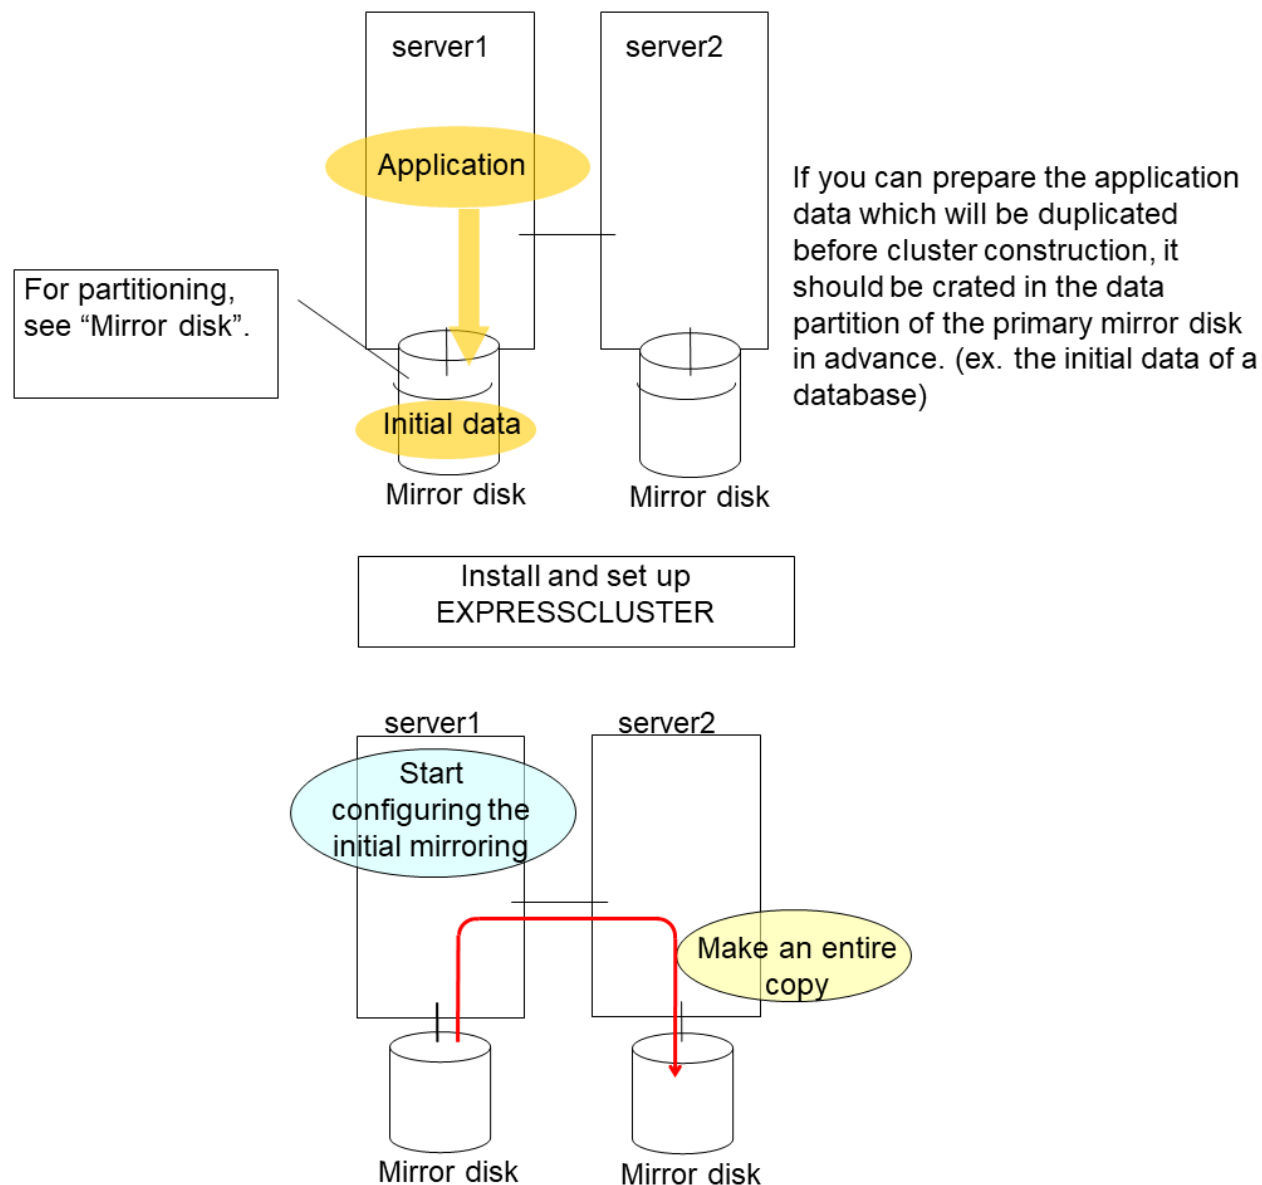 server1
server2
Application
If you can prepare the application
data which will be duplicated
before cluster construction, it
should be crated in the data
partition of the primary mirror disk
in advance. (ex. the initial data of a
database)
For partitioning,
see “Mirror disk”.
Initial data
Mirror disk
Mirror disk
Install and set up
EXPRESSCLUSTER
server1
server2
Start
configuring the
initial mirroring
Make an entire
copy
Mirror disk
Mirror disk